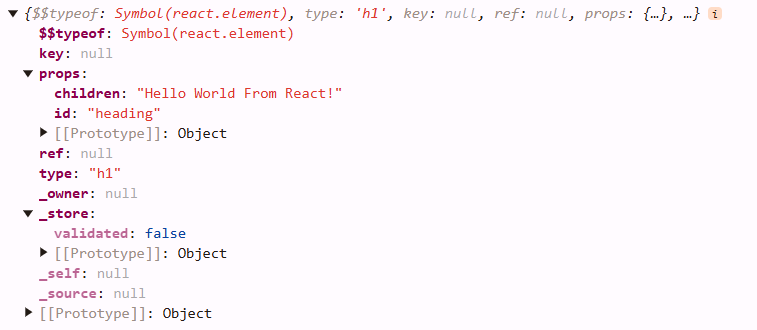 ▼ {$$typeof: Symbol(react.element), type: 'h1', key: null, ref: null, props: {…}, …} i
$$typeof: Symbol(react.element)
key: null
▼ props:
children: "Hello World From React!"
id: "heading"
▶ [[Prototype]]: Object
ref: null
type: "h1"
_owner: null
▼ _store:
validated: false
▶ [[Prototype]]: Object
_self: null
_source: null
▶ [[Prototype]]: Object